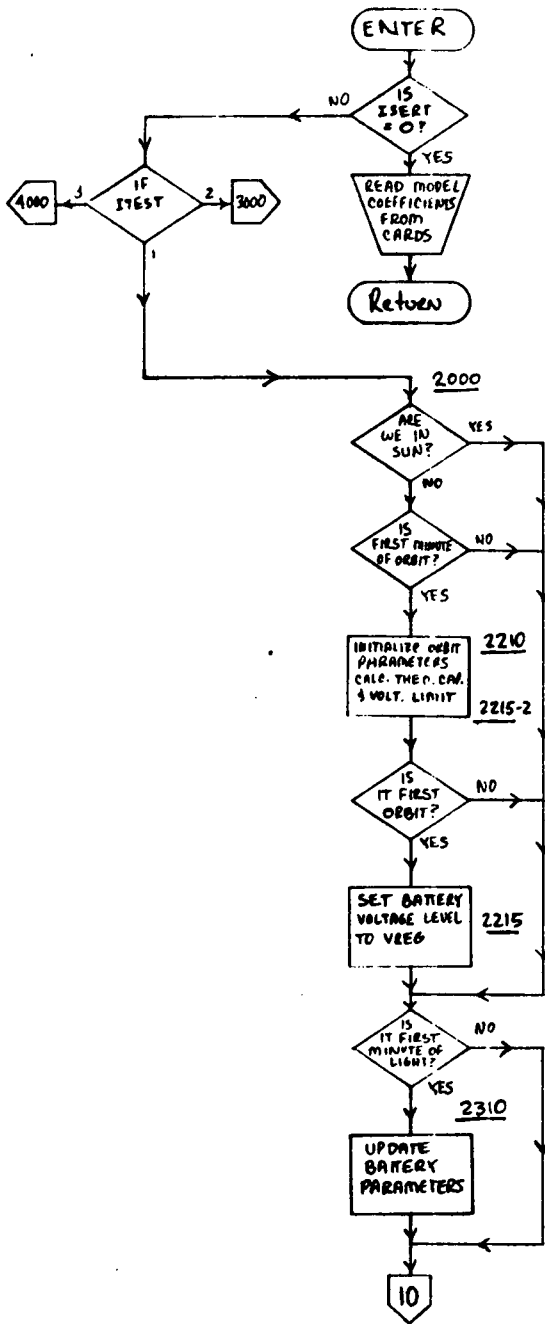 ENTER
IS
ISERT
= 0?
NO
YES
READ MODEL
COEFFICIENTS
FROM
CARDS
Return
IF
ITEST
3
4000
2
3000
1
2000
ARE
WE IN
SUN?
YES
NO
IS
FIRST MINUTE
OF ORBIT?
NO
YES
2210
INITIALIZE ORBIT
PARAMETERS
CALC. THEO. CAP.
& VOLT. LIMIT
2215-2
IS
IT FIRST
ORBIT?
NO
YES
SET BATTERY
VOLTAGE LEVEL
TO VREG
2215
IS
IT FIRST
MINUTE OF
LIGHT?
NO
YES
2310
UPDATE
BATTERY
PARAMETERS
10